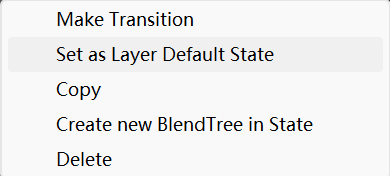 Make Transition
Set as Layer Default State
Copy
Create new BlendTree in State
Delete